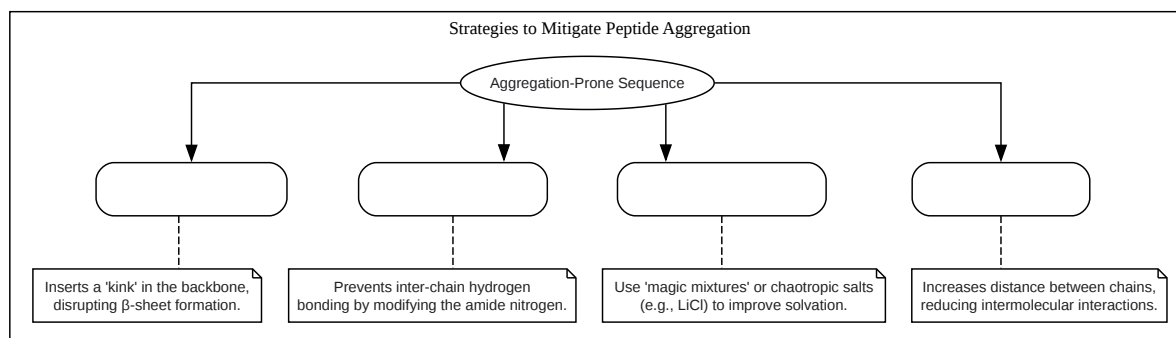 Strategies to Mitigate Peptide Aggregation
Aggregation-Prone Sequence
Inserts a 'kink' in the backbone,
disrupting β-sheet formation.
Prevents inter-chain hydrogen
bonding by modifying the amide nitrogen.
Use 'magic mixtures' or chaotropic salts
(e.g., LiCl) to improve solvation.
Increases distance between chains,
reducing intermolecular interactions.